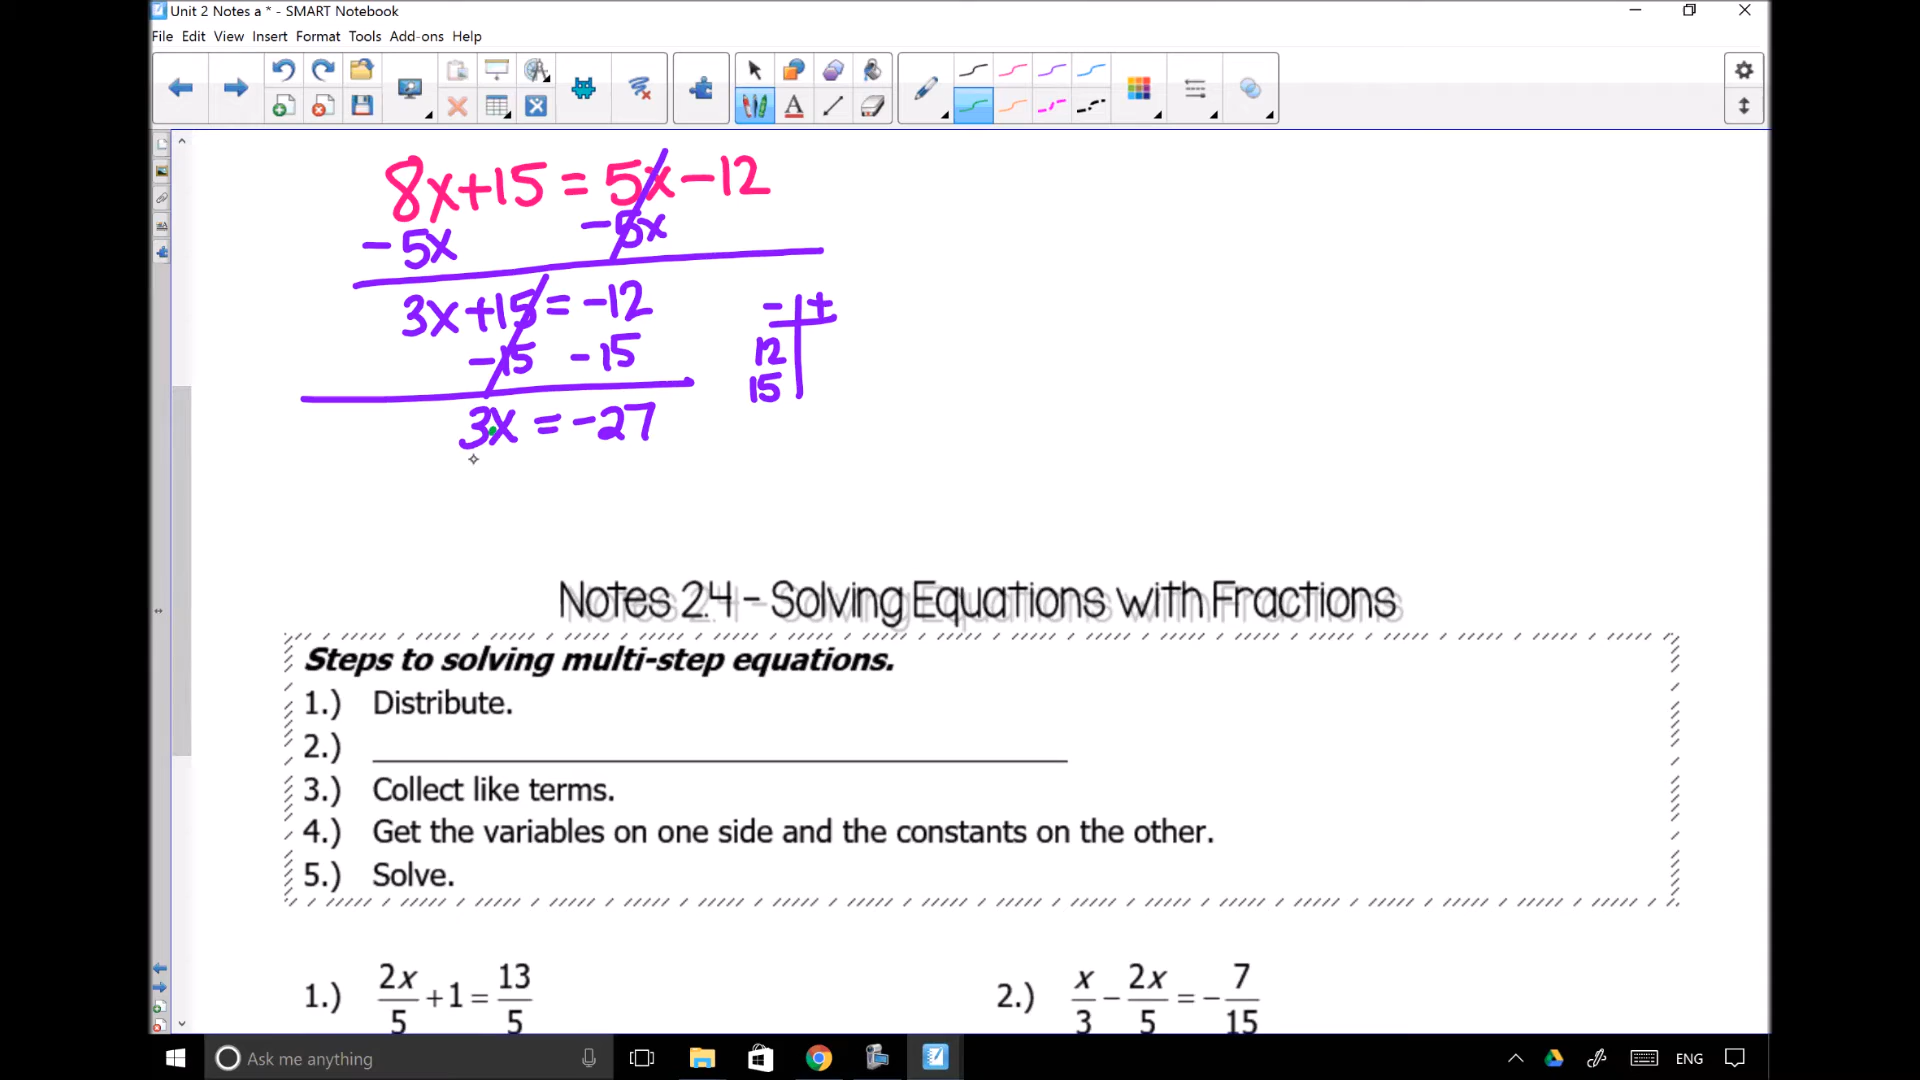 Unit 2 Notes a * - SMART Notebook
File Edit View Insert Format Tools Add-ons Help
8x+15 = 5x-12
-5x -5x
3x+15 = -12
-15 -15
3x = -27
- +
12
15
Notes 2.4 - Solving Equations with Fractions
Steps to solving multi-step equations.
1.) Distribute.
2.) ____________________
3.) Collect like terms.
4.) Get the variables on one side and the constants on the other.
5.) Solve.
1.) 2x/5 + 1 = 13/5
2.) x/3 - 2x/5 = - 7/15
Ask me anything
ENG